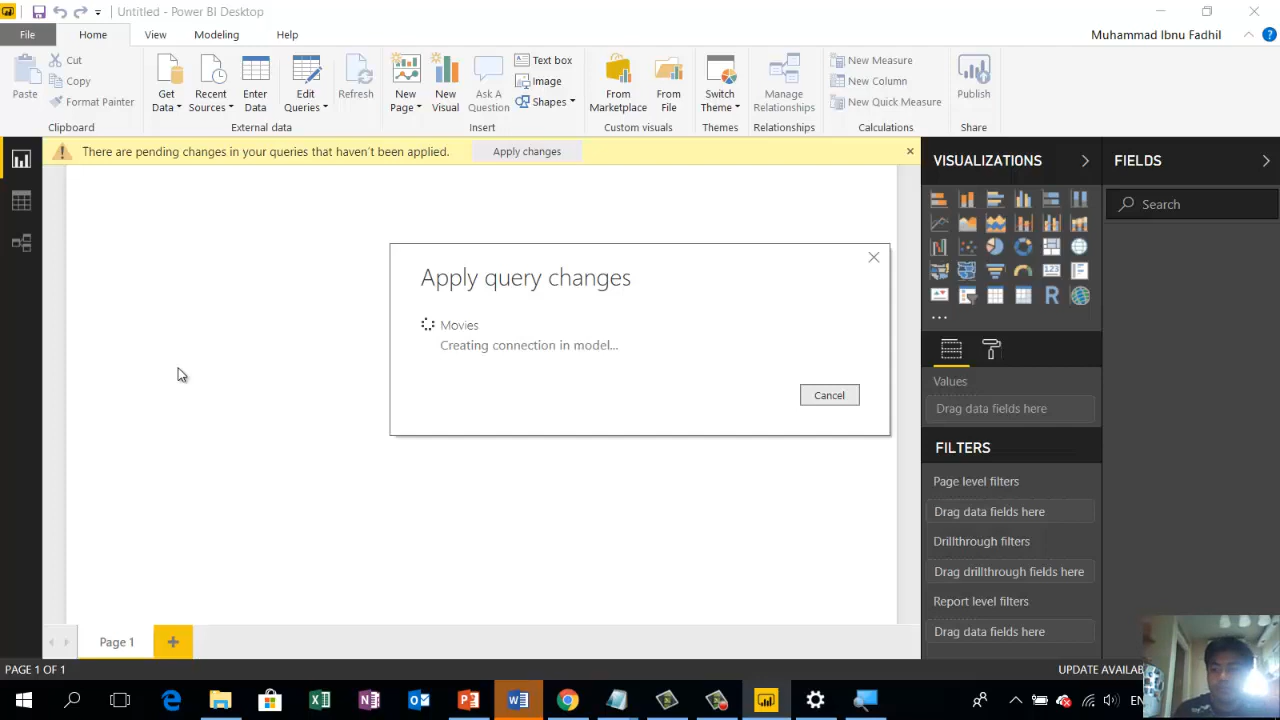 Untitled - Power BI Desktop
File
Home
View
Modeling
Help
Muhammad Ibnu Fadhil
Paste
Cut
Copy
Format Painter
Clipboard
Get Data
Recent Sources
Enter Data
Edit Queries
Refresh
External data
New Page
New Visual
Ask A Question
Text box
Image
Shapes
Insert
From Marketplace
From File
Custom visuals
Switch Theme
Themes
Manage Relationships
Relationships
New Measure
New Column
New Quick Measure
Calculations
Publish
Share
There are pending changes in your queries that haven't been applied.
Apply changes
Apply query changes
Movies
Creating connection in model...
Cancel
VISUALIZATIONS
R
Values
Drag data fields here
FILTERS
Page level filters
Drag data fields here
Drillthrough filters
Drag drillthrough fields here
Report level filters
Drag data fields here
FIELDS
Search
Page 1
PAGE 1 OF 1
UPDATE AVAILAB
EN